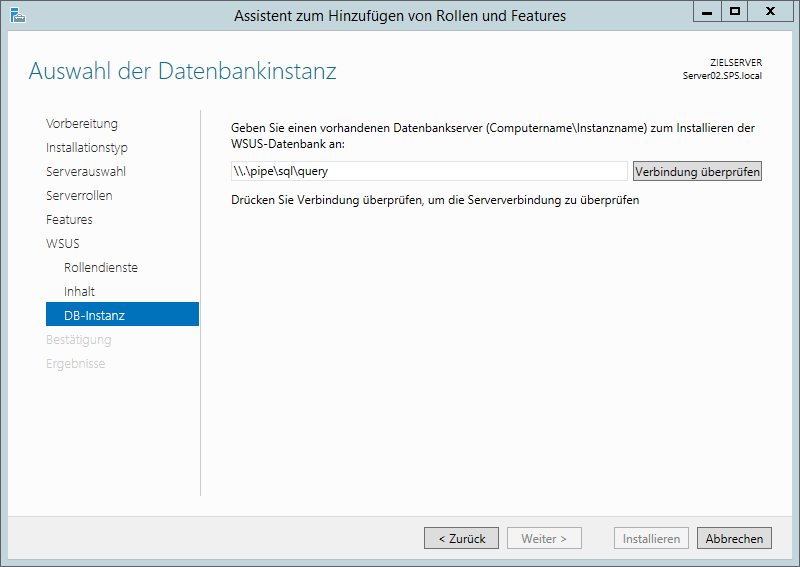 Assistent zum Hinzufügen von Rollen und Features
Auswahl der Datenbankinstanz
ZIELSERVER
Server02.SPS.local
Vorbereitung
Installationstyp
Serverauswahl
Serverrollen
Features
WSUS
Rollendienste
Inhalt
DB-Instanz
Bestätigung
Ergebnisse
Geben Sie einen vorhandenen Datenbankserver (Computername\Instanzname) zum Installieren der
WSUS-Datenbank an:
\\.\pipe\sql\query
Verbindung überprüfen
Drücken Sie Verbindung überprüfen, um die Serververbindung zu überprüfen
< Zurück
Weiter >
Installieren
Abbrechen